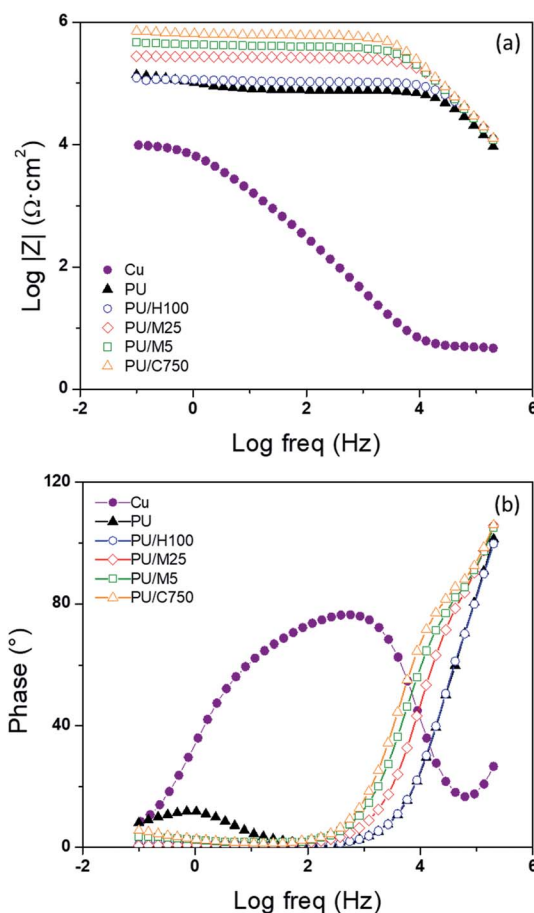 (a)
6
4
2
0
Log |Z| (Ω·cm²)
Cu
PU
PU/H100
PU/M25
PU/M5
PU/C750
-2 0 2 4 6
Log freq (Hz)
(b)
120
80
40
0
Phase (°)
Cu
PU
PU/H100
PU/M25
PU/M5
PU/C750
-2 0 2 4 6
Log freq (Hz)